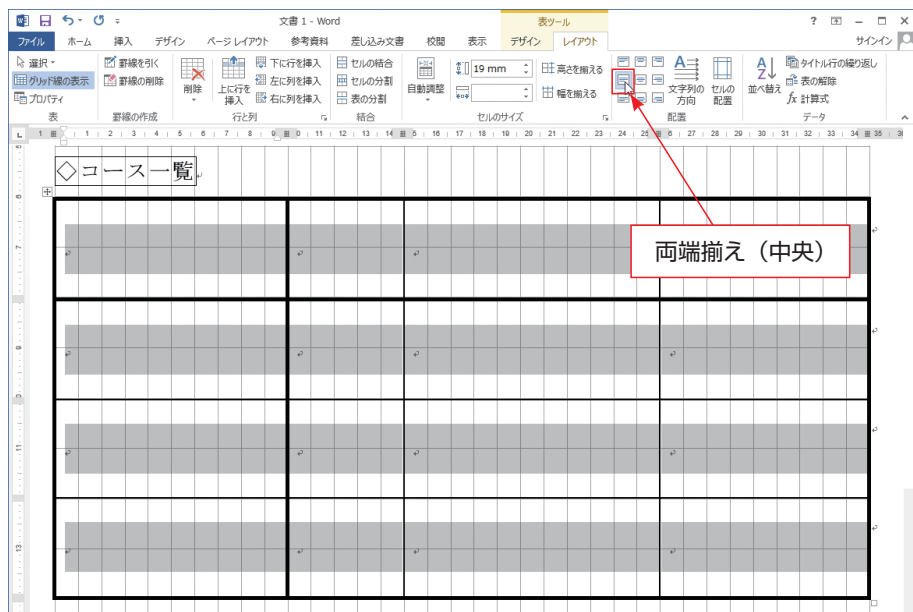 文書 1 - Word
表ツール
?
ファイル ホーム 挿入 デザイン ページ レイアウト 参考資料 差し込み文書 校閲 表示 デザイン レイアウト サインイン
選択
グリッド線の表示
プロパティ
表
罫線を引く
罫線の削除
罫線の作成
削除
上に行を
挿入
下に行を挿入
左に列を挿入
右に列を挿入
行と列
セルの結合
セルの分割
表の分割
結合
自動調整
19 mm
高さを揃える
幅を揃える
セルのサイズ
文字列の
方向
セルの
配置
配置
並べ替え
タイトル行の繰り返し
表の解除
fx 計算式
データ
◇コース一覧
両端揃え（中央）